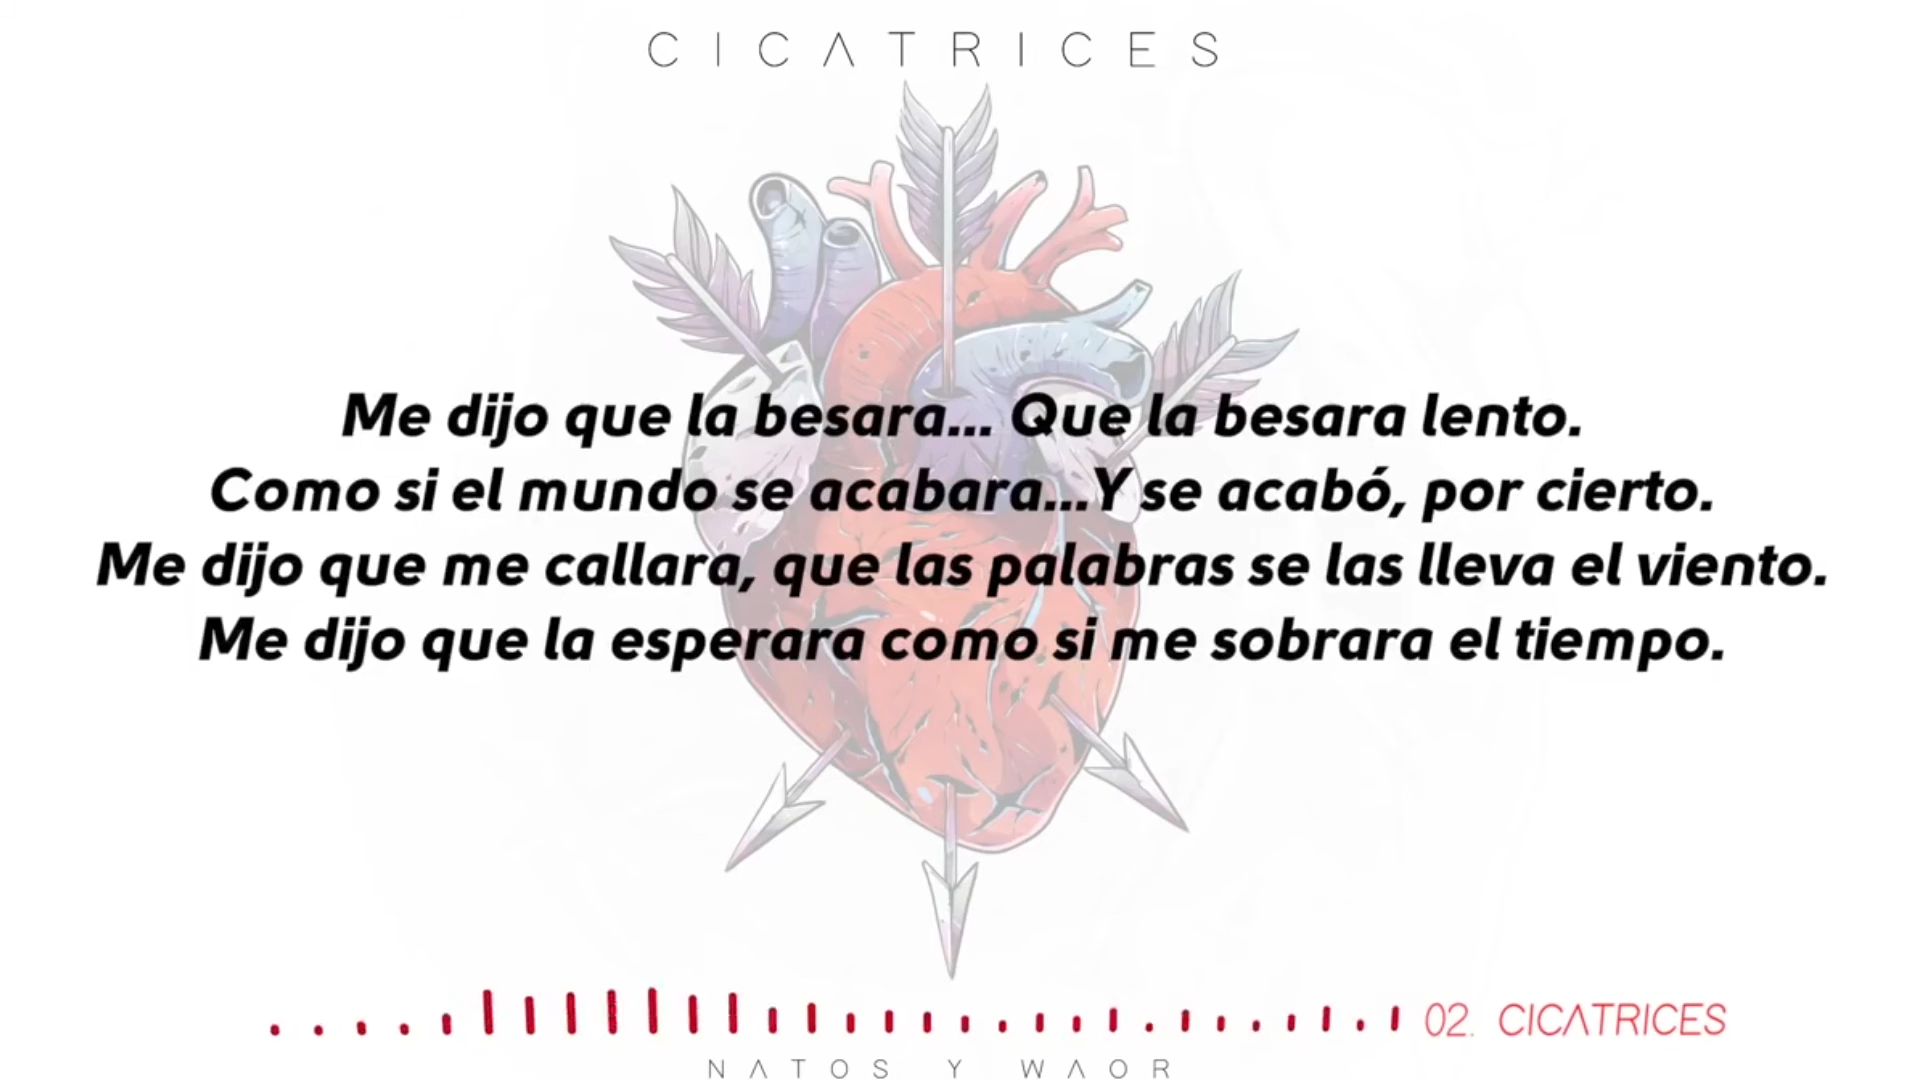 CICATRICES
Me dijo que la besara... Que la besara lento.
Como si el mundo se acabara...Y se acabó, por cierto.
Me dijo que me callara, que las palabras se las lleva el viento.
Me dijo que la esperara como si me sobrara el tiempo.
02. CICATRICES
NATOS Y WAOR